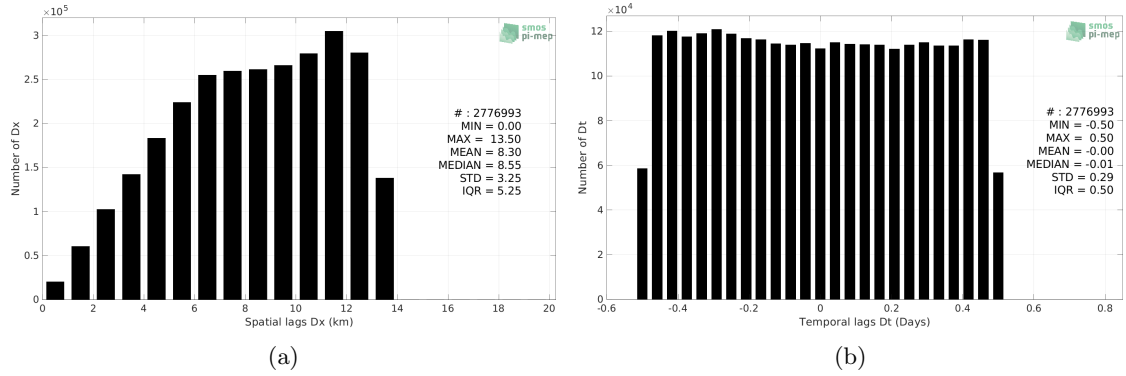 ×10⁵
3
2.5
2
1.5
1
0.5
0
0 2 4 6 8 10 12 14 16 18 20
Number of Dx
Spatial lags Dx (km)
smos
pi-mep
# : 2776993
MIN = 0.00
MAX = 13.50
MEAN = 8.30
MEDIAN = 8.55
STD = 3.25
IQR = 5.25
(a)
×10⁴
12
10
8
6
4
2
0
-0.6 -0.4 -0.2 0 0.2 0.4 0.6 0.8
Number of Dt
Temporal lags Dt (Days)
smos
pi-mep
# : 2776993
MIN = -0.50
MAX = 0.50
MEAN = -0.00
MEDIAN = -0.01
STD = 0.29
IQR = 0.50
(b)